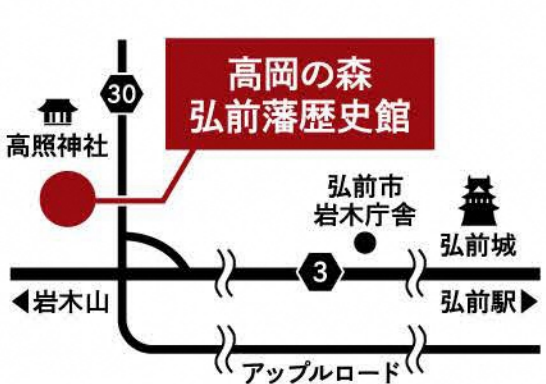 30
高岡の森
弘前藩歴史館
高照神社
弘前市
岩木庁舎
弘前城
3
◀岩木山
弘前駅▶
アップルロード